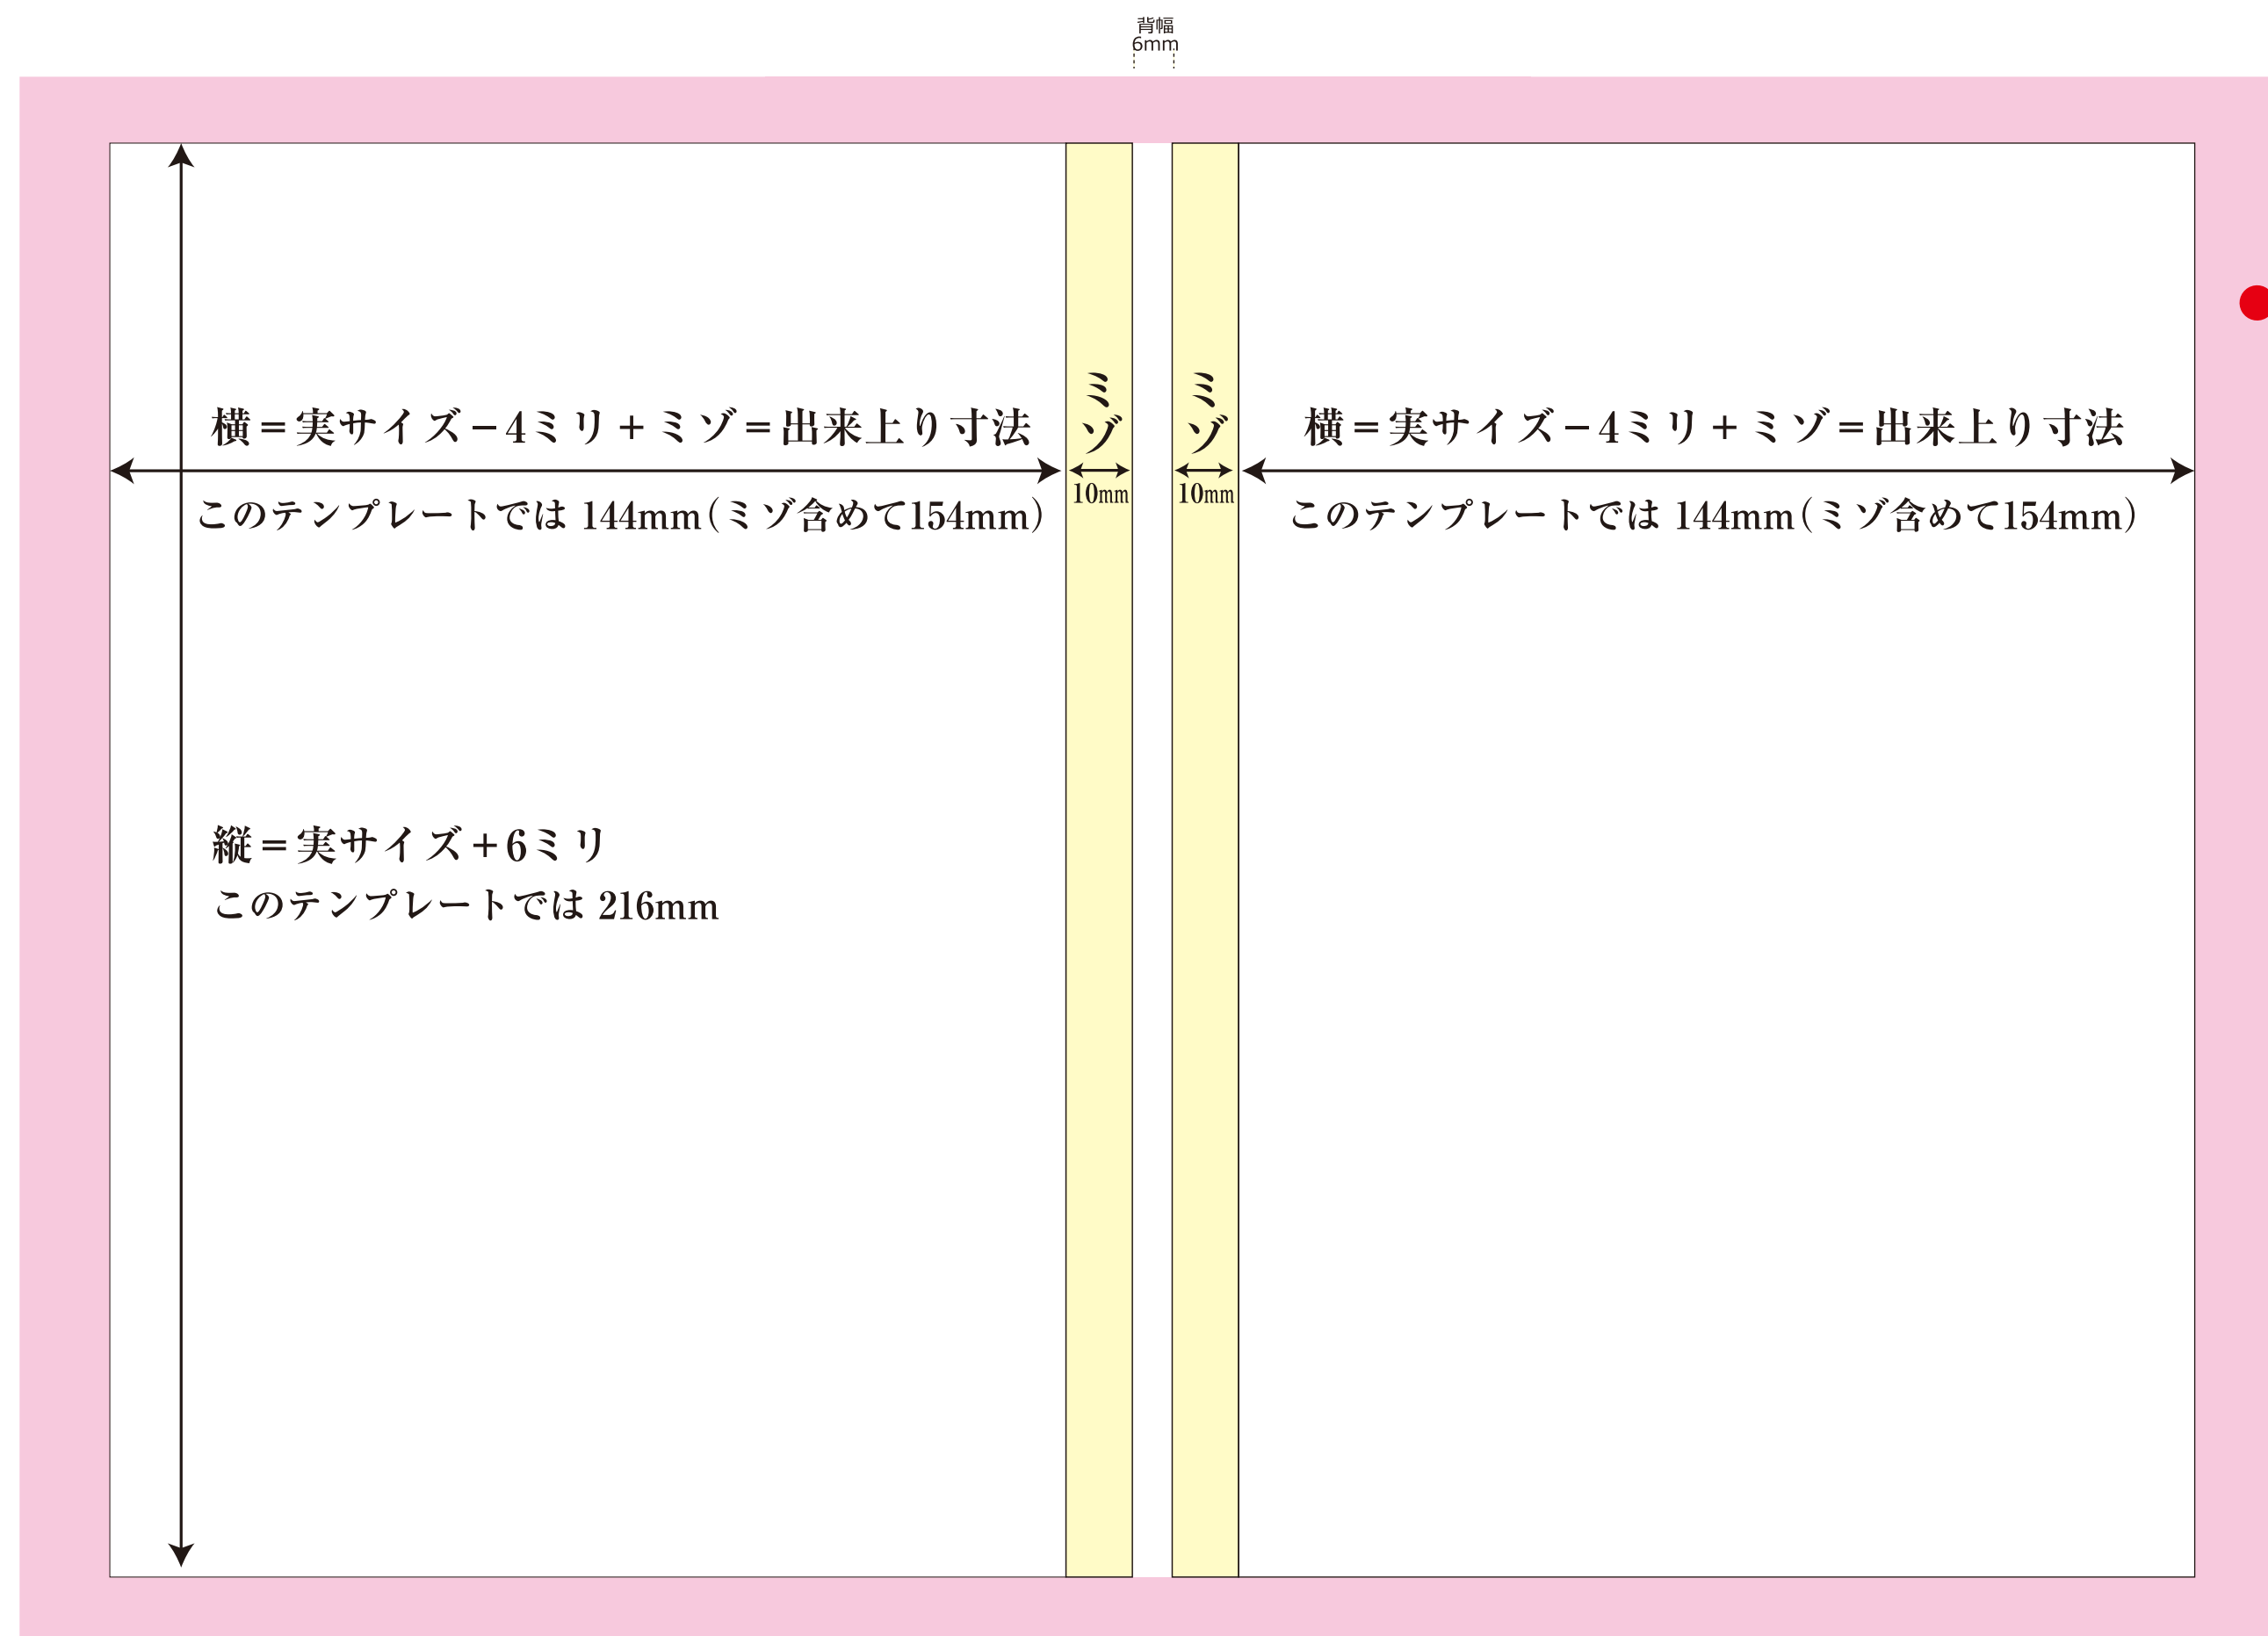 背幅
6mm
横＝実サイズ－4ミリ＋ミゾ＝出来上り寸法
このテンプレートでは 144mm（ミゾ含めて154mm）
ミゾ
10mm
ミゾ
10mm
横＝実サイズ－4ミリ＋ミゾ＝出来上り寸法
このテンプレートでは 144mm（ミゾ含めて154mm）
縦＝実サイズ＋6ミリ
このテンプレートでは 216mm